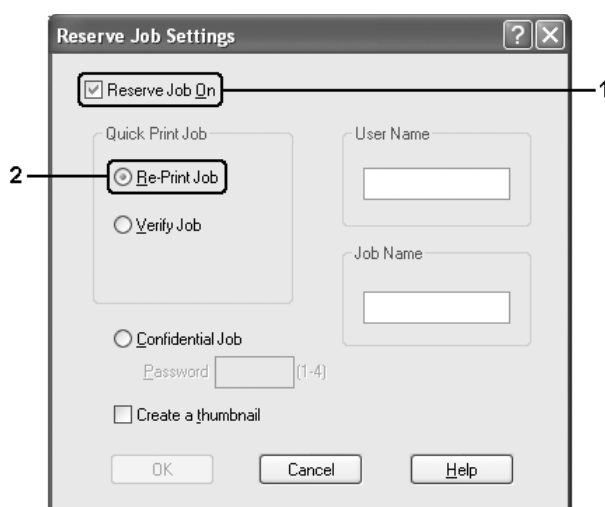 Reserve Job Settings
Reserve Job On
1
Quick Print Job
User Name
2
Re-Print Job
Verify Job
Job Name
Confidential Job
Password
(1-4)
Create a thumbnail
OK
Cancel
Help